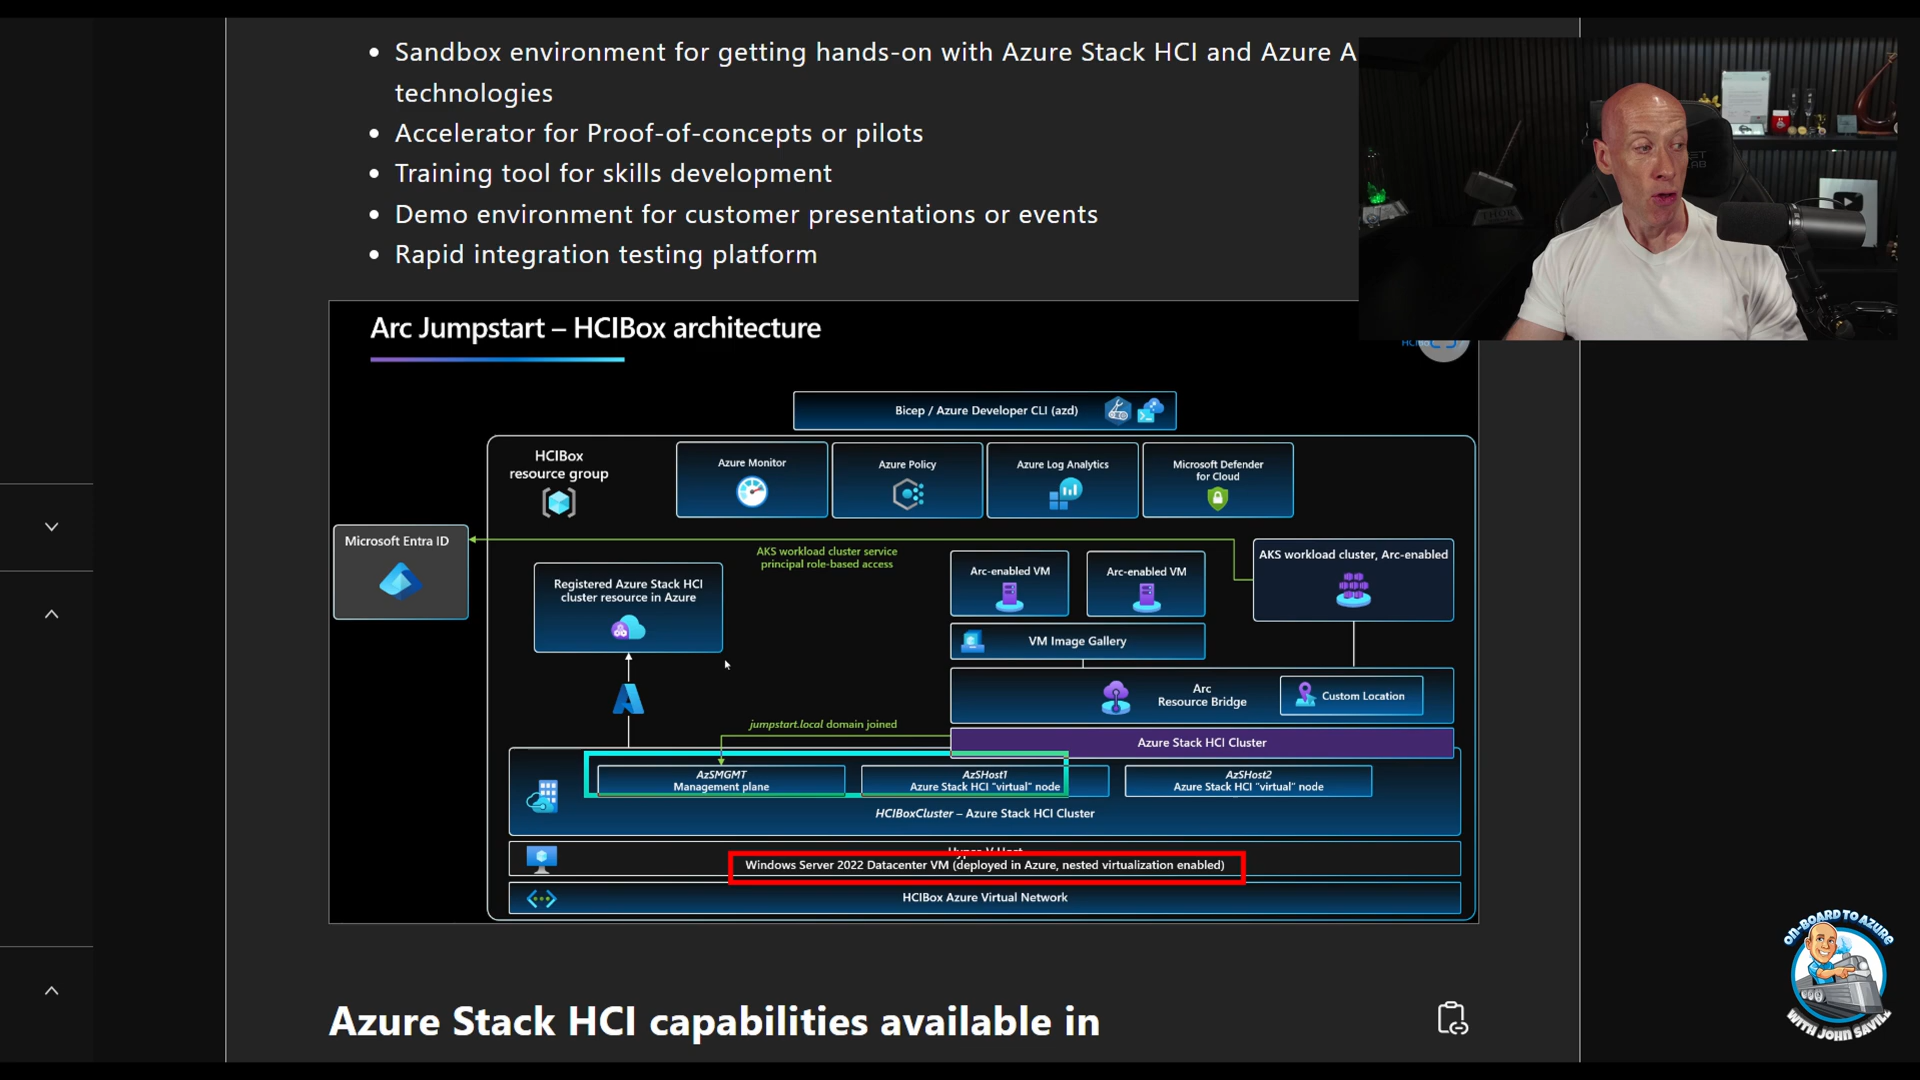 Sandbox environment for getting hands-on with Azure Stack HCI and Azure A
technologies
Accelerator for Proof-of-concepts or pilots
Training tool for skills development
Demo environment for customer presentations or events
Rapid integration testing platform
Arc Jumpstart – HCIBox architecture
Bicep / Azure Developer CLI (azd)
HCIBox
resource group
Azure Monitor
Azure Policy
Azure Log Analytics
Microsoft Defender
for Cloud
Microsoft Entra ID
AKS workload cluster service
principal role-based access
AKS workload cluster, Arc-enabled
Registered Azure Stack HCI
cluster resource in Azure
Arc-enabled VM
Arc-enabled VM
VM Image Gallery
Arc
Resource Bridge
Custom Location
jumpstart.local domain joined
Azure Stack HCI Cluster
AzSMGMT
Management plane
AzSHost1
Azure Stack HCI "virtual" node
AzSHost2
Azure Stack HCI "virtual" node
HCIBoxCluster – Azure Stack HCI Cluster
Windows Server 2022 Datacenter VM (deployed in Azure, nested virtualization enabled)
HCIBox Azure Virtual Network
Azure Stack HCI capabilities available in
ON-BOARD TO AZURE
WITH JOHN SAVILL